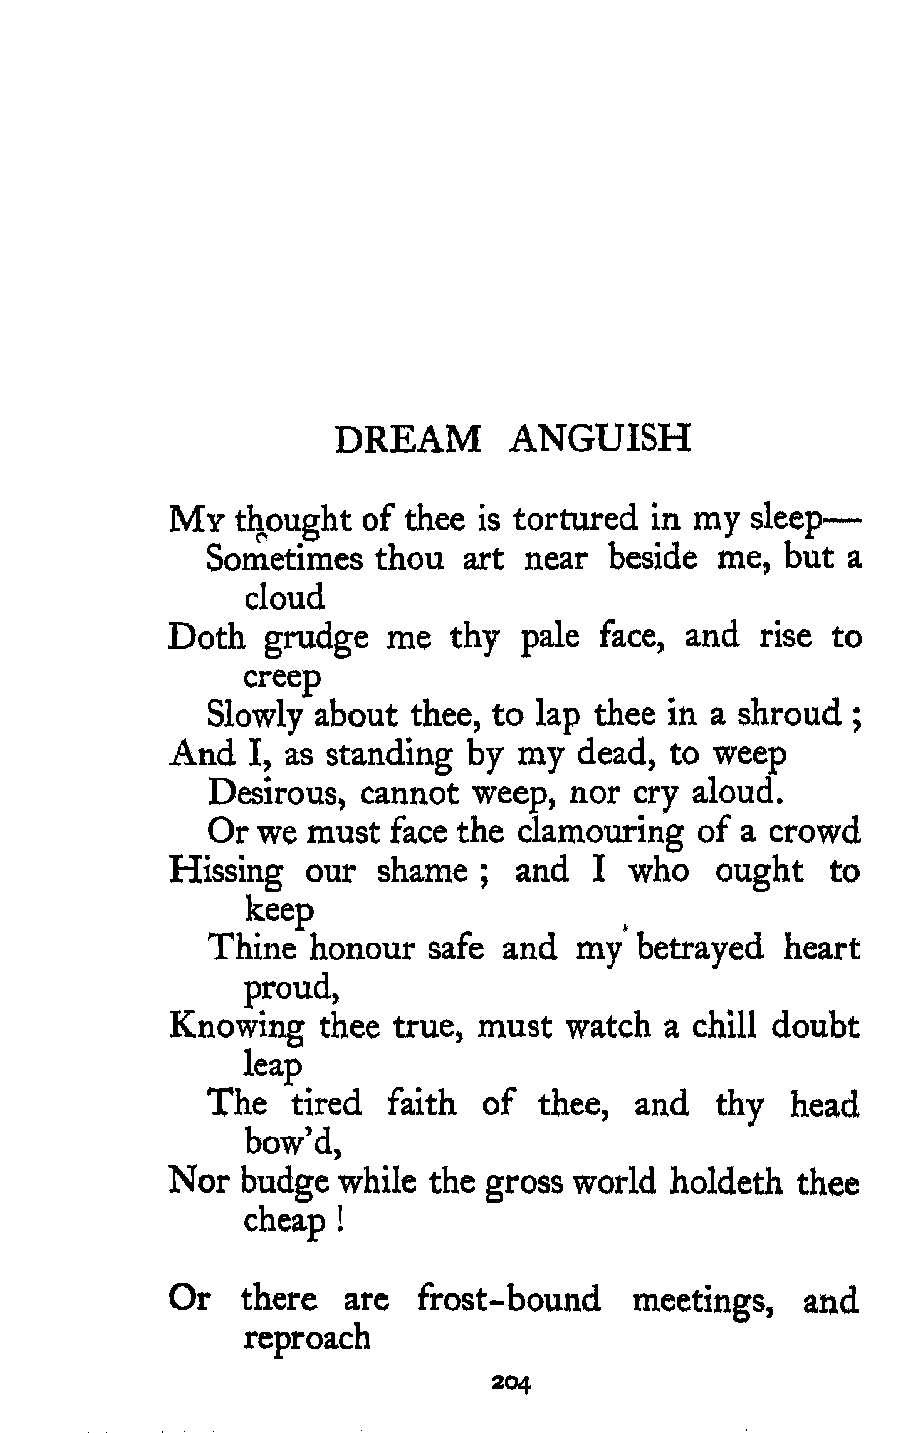 DREAM ANGUISH
My thought of thee is tortured in my sleep—
Sometimes thou art near beside me, but a
cloud
Doth grudge me thy pale face, and rise to
creep
Slowly about thee, to lap thee in a shroud ;
And I, as standing by my dead, to weep
Desirous, cannot weep, nor cry aloud.
Or we must face the clamouring of a crowd
Hissing our shame ; and I who ought to
keep
Thine honour safe and my betrayed heart
proud,
Knowing thee true, must watch a chill doubt
leap
The tired faith of thee, and thy head
bow'd,
Nor budge while the gross world holdeth thee
cheap !
Or there are frost-bound meetings, and
reproach
204